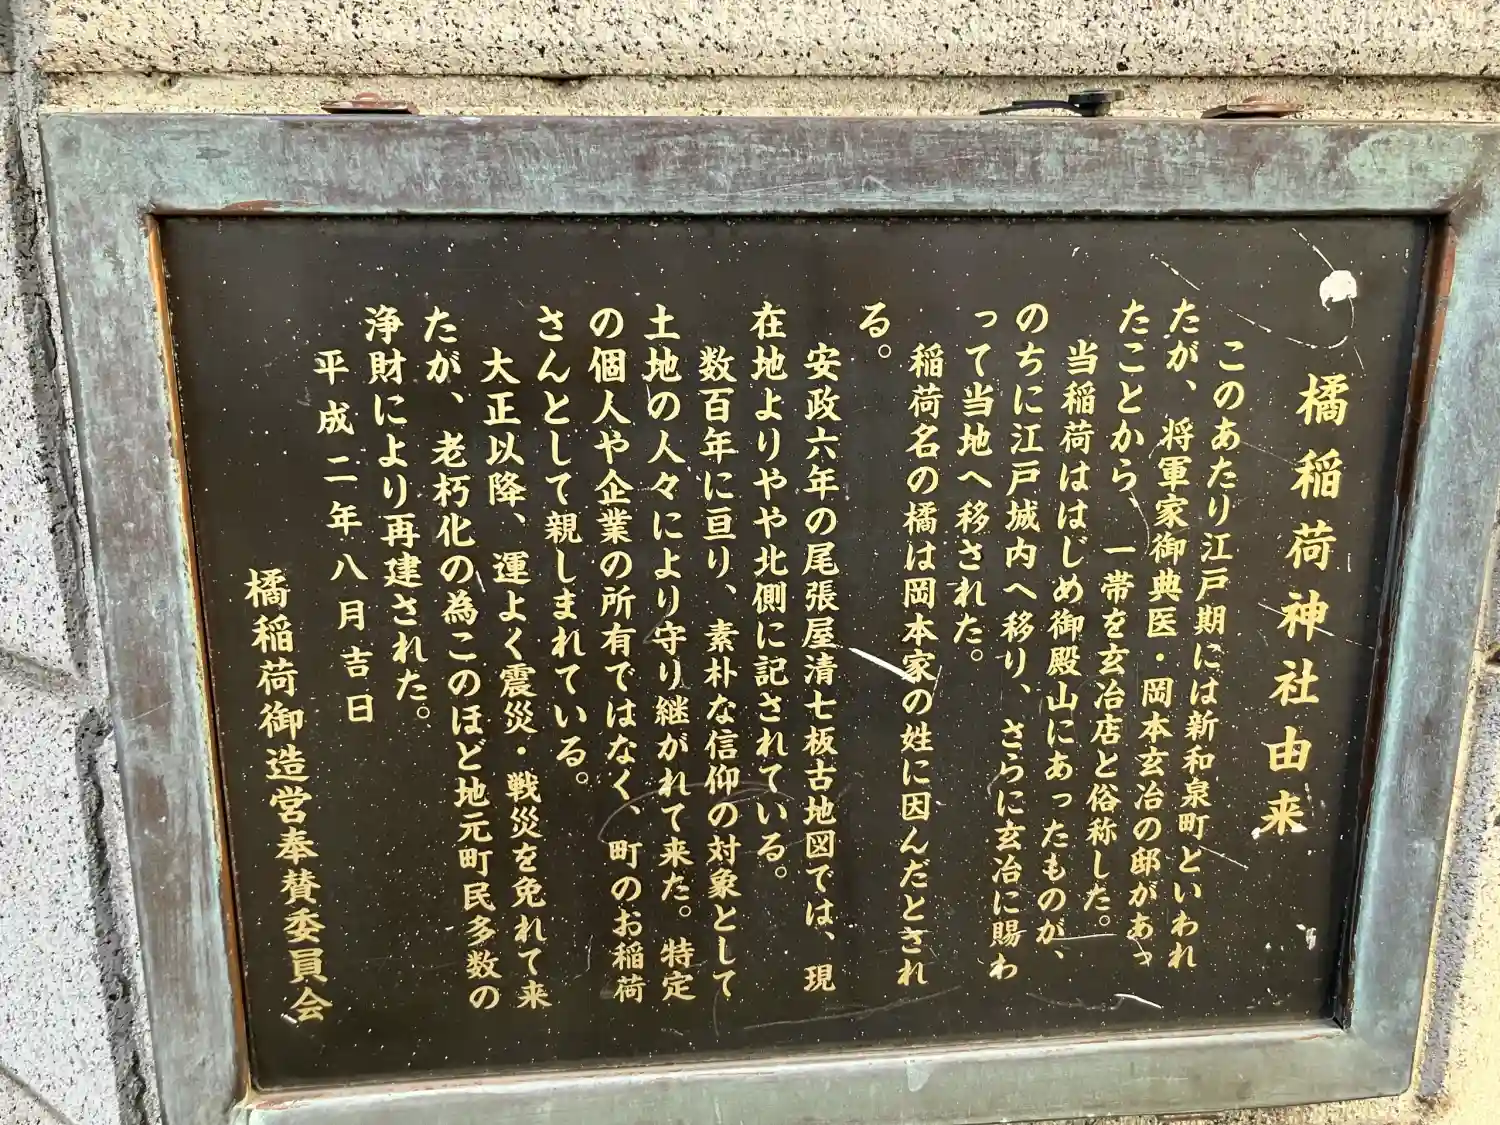 橘稲荷神社由来
このあたり江戸期には新和泉町といわれ
たが、将軍家御典医・岡本玄冶の邸があっ
たことから、一帯を玄冶店と俗称した。
当稲荷ははじめ御殿山にあったものが、
のちに江戸城内へ移り、さらに玄冶に賜わ
って当地へ移された。
稲荷名の橘は岡本家の姓に因んだとされ
る。
安政六年の尾張屋清七板古地図では、現
在地よりやや北側に記されている。
数百年に亘り、素朴な信仰の対象として
土地の人々により守り継がれて来た。特定
の個人や企業の所有ではなく、町のお稲荷
さんとして親しまれている。
大正以降、運よく震災・戦災を免れて来
たが、老朽化の為このほど地元町民多数の
浄財により再建された。
平成二年八月吉日
橘稲荷御造営奉賛委員会